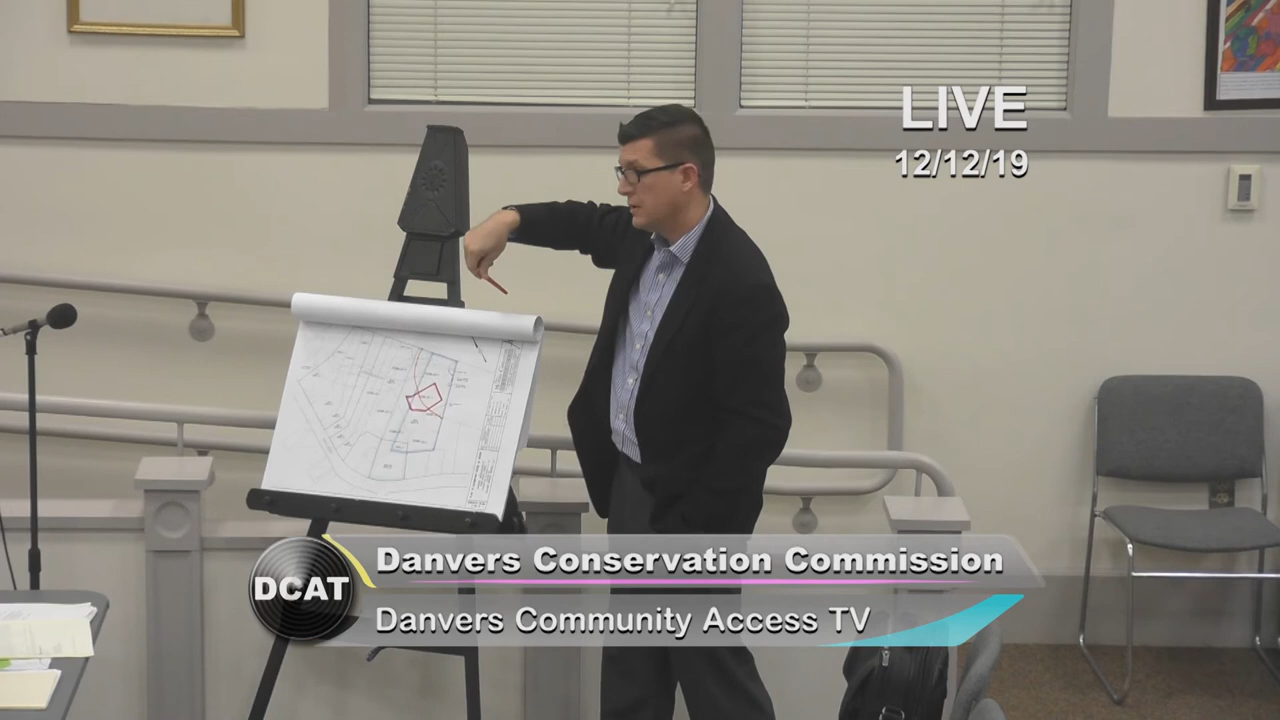 LIVE
12/12/19
DCAT
Danvers Conservation Commission
Danvers Community Access TV